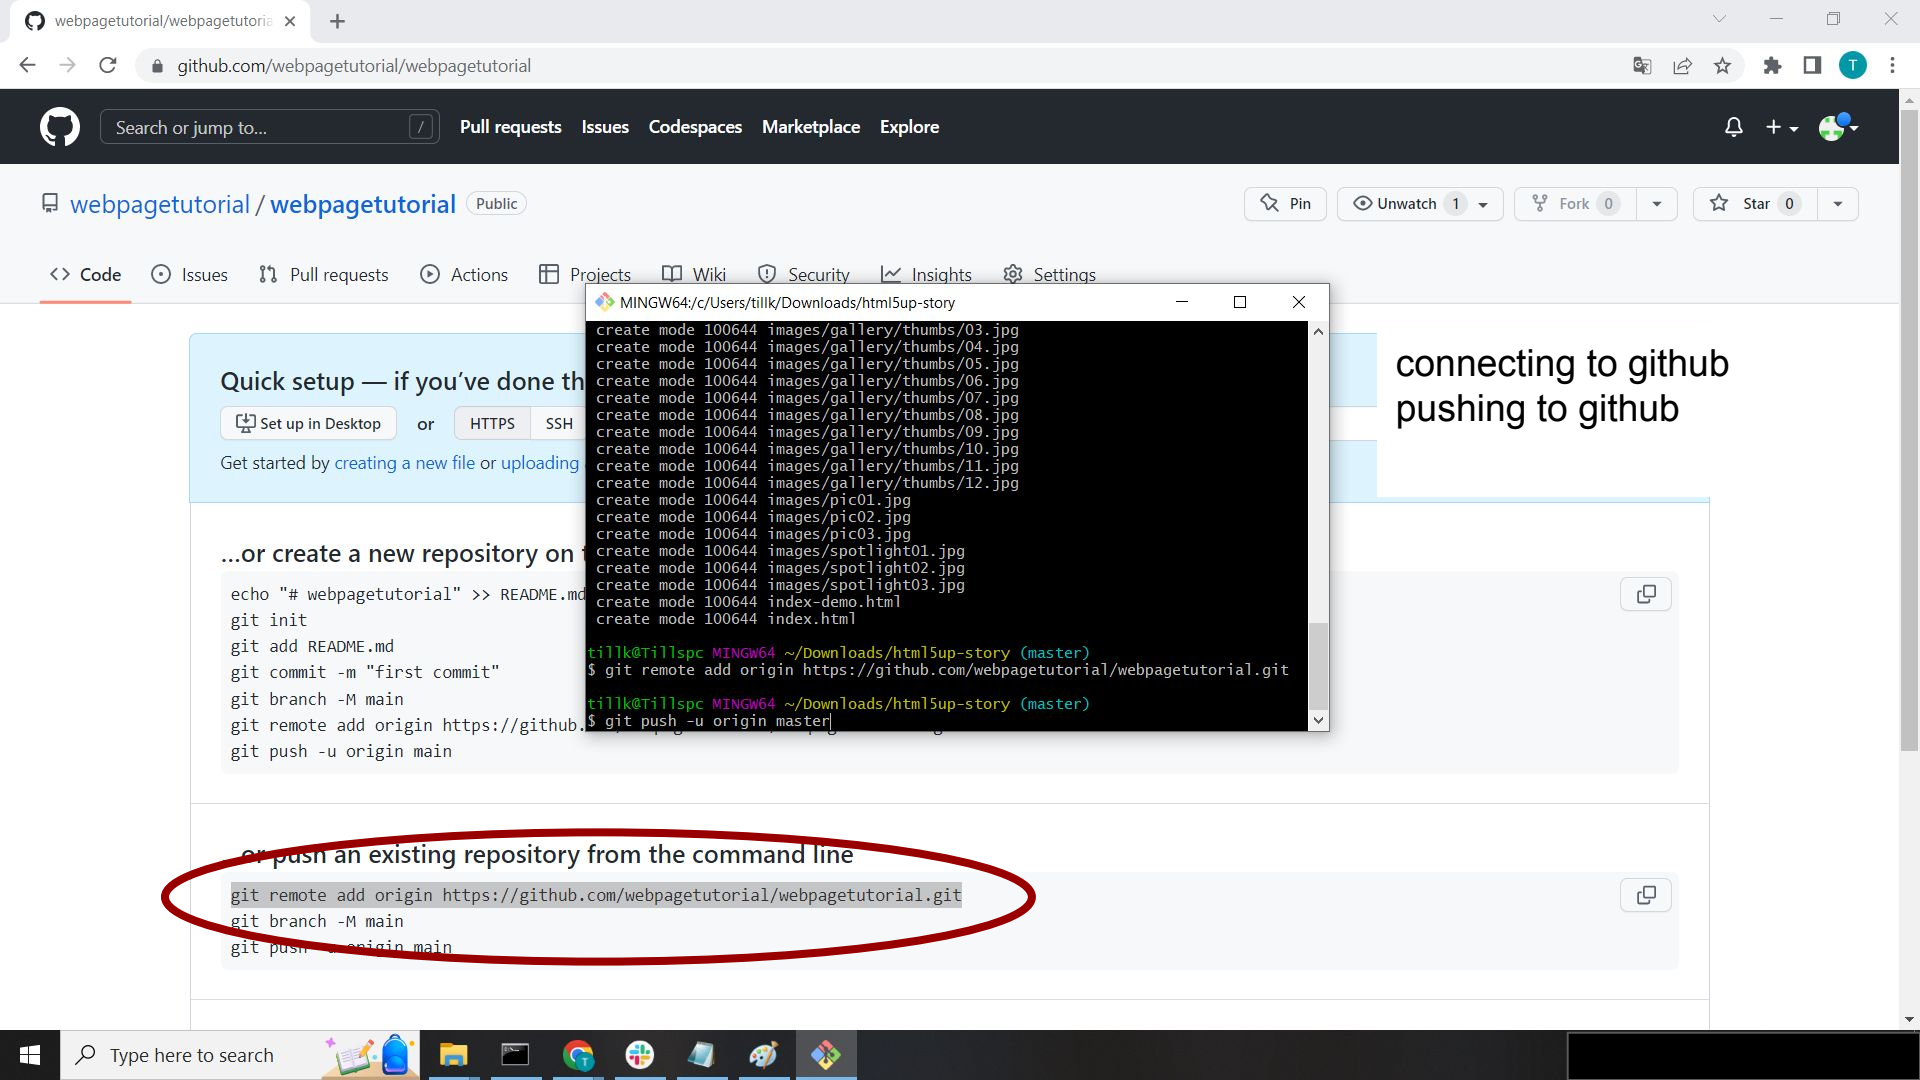 webpagetutorial/webpagetutoria
github.com/webpagetutorial/webpagetutorial
T
Search or jump to...
/
Pull requests
Issues
Codespaces
Marketplace
Explore
webpagetutorial / webpagetutorial
Public
Pin
Unwatch 1
Fork 0
Star 0
Code
Issues
Pull requests
Actions
Projects
Wiki
Security
Insights
Settings
Quick setup — if you've done th
Set up in Desktop
or
HTTPS
SSH
Get started by creating a new file or uploading
…or create a new repository on
echo "# webpagetutorial" >> README.md
git init
git add README.md
git commit -m "first commit"
git branch -M main
git remote add origin https://github.
git push -u origin main
MINGW64:/c/Users/tillk/Downloads/html5up-story
create mode 100644 images/gallery/thumbs/03.jpg
create mode 100644 images/gallery/thumbs/04.jpg
create mode 100644 images/gallery/thumbs/05.jpg
create mode 100644 images/gallery/thumbs/06.jpg
create mode 100644 images/gallery/thumbs/07.jpg
create mode 100644 images/gallery/thumbs/08.jpg
create mode 100644 images/gallery/thumbs/09.jpg
create mode 100644 images/gallery/thumbs/10.jpg
create mode 100644 images/gallery/thumbs/11.jpg
create mode 100644 images/gallery/thumbs/12.jpg
create mode 100644 images/pic01.jpg
create mode 100644 images/pic02.jpg
create mode 100644 images/pic03.jpg
create mode 100644 images/spotlight01.jpg
create mode 100644 images/spotlight02.jpg
create mode 100644 images/spotlight03.jpg
create mode 100644 index-demo.html
create mode 100644 index.html
tillk@Tillspc MINGW64 ~/Downloads/html5up-story (master)
$ git remote add origin https://github.com/webpagetutorial/webpagetutorial.git
tillk@Tillspc MINGW64 ~/Downloads/html5up-story (master)
$ git push -u origin master
connecting to github
pushing to github
…or push an existing repository from the command line
git remote add origin https://github.com/webpagetutorial/webpagetutorial.git
git branch -M main
git push -u origin main
Type here to search